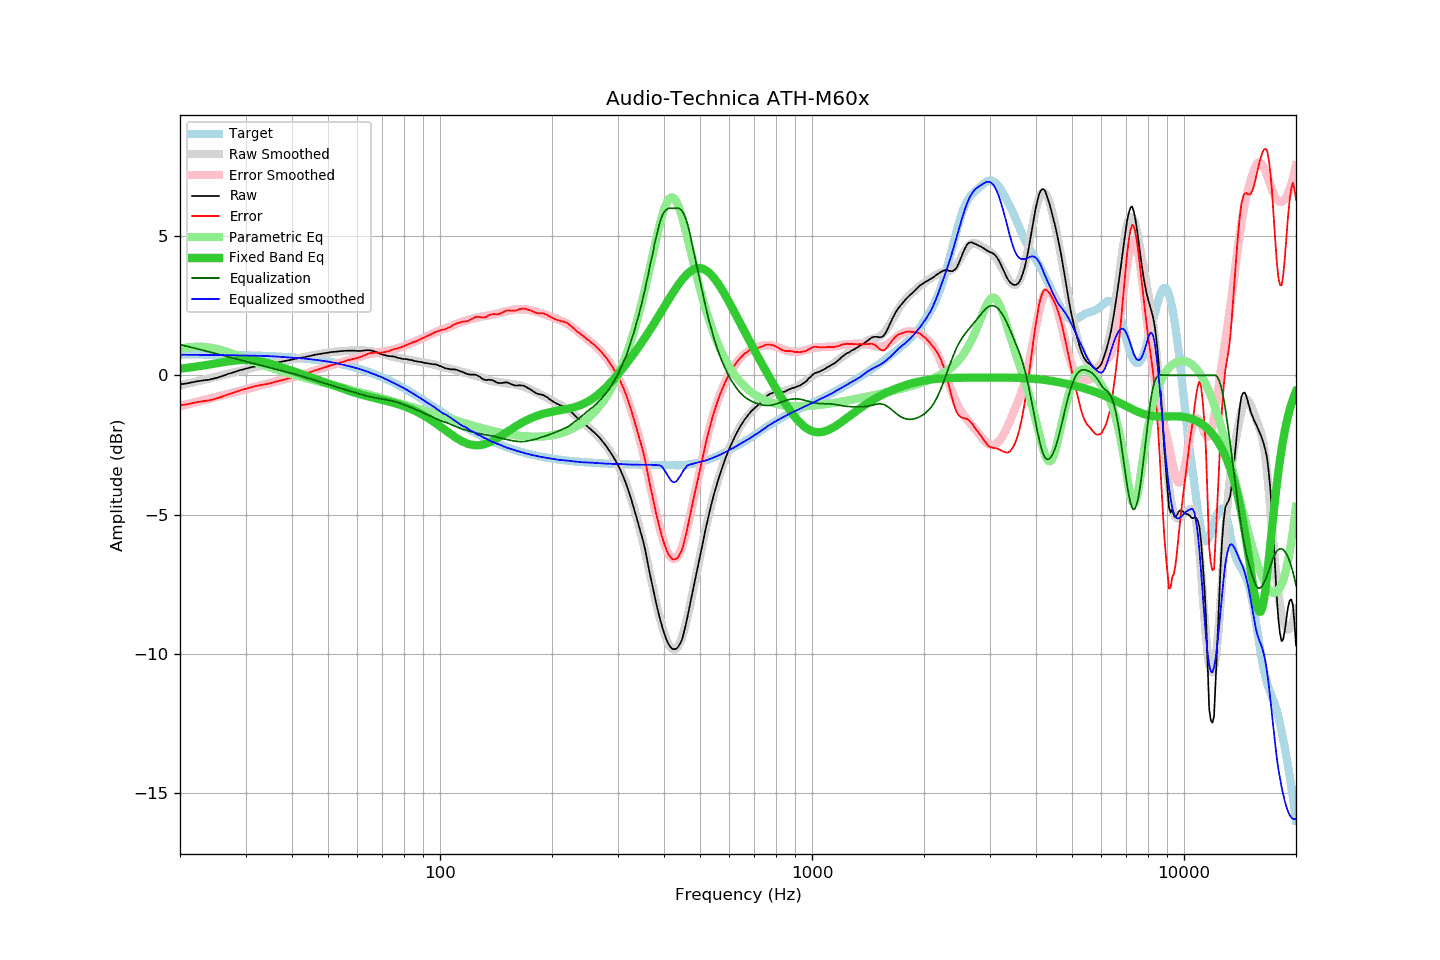 Audio-Technica ATH-M60x
Target
Raw Smoothed
Error Smoothed
Raw
Error
Parametric Eq
Fixed Band Eq
Equalization
Equalized smoothed
5
0
−5
−10
−15
Amplitude (dBr)
100
1000
10000
Frequency (Hz)